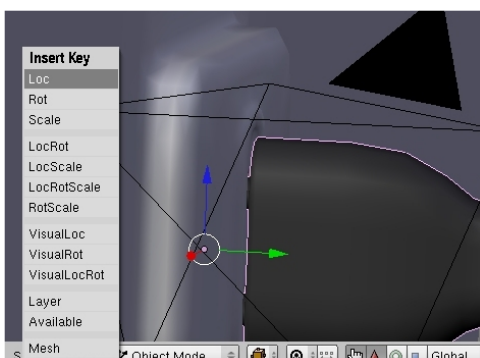 Insert Key
Loc
Rot
Scale
LocRot
LocScale
LocRotScale
RotScale
VisualLoc
VisualRot
VisualLocRot
Layer
Available
Mesh
Object Mode
Global